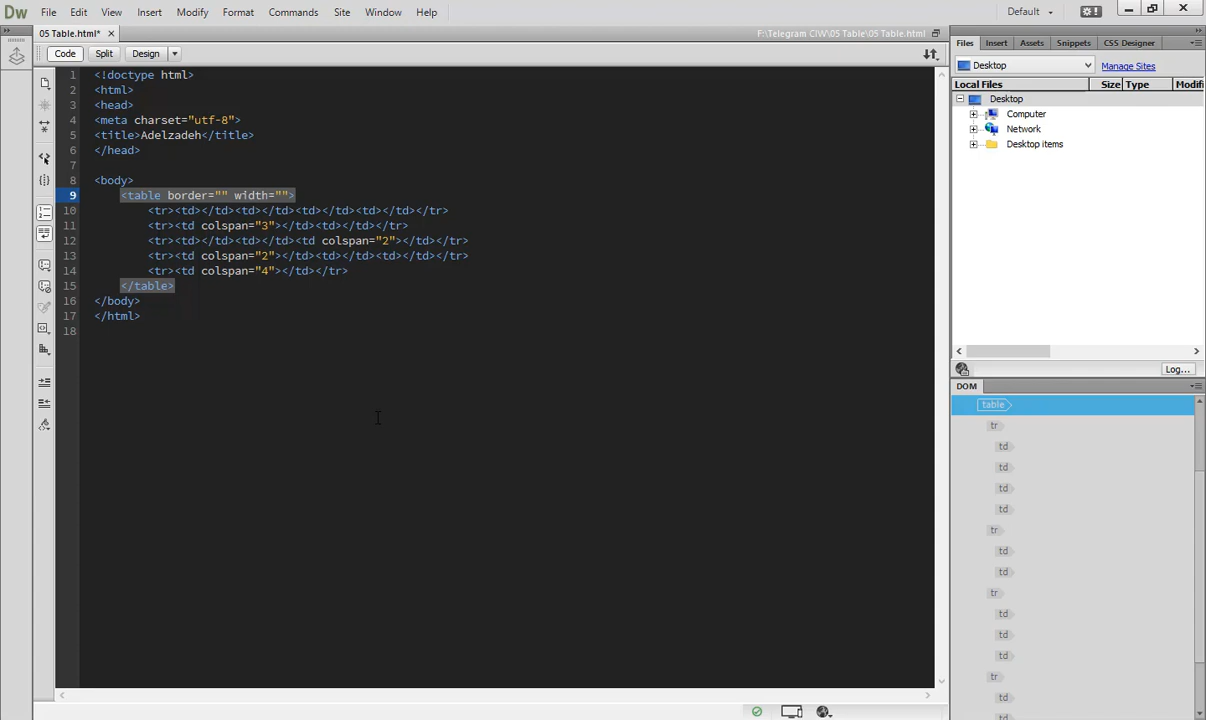 Dw File Edit View Insert Modify Format Commands Site Window Help Default
05 Table.html* × F:\Telegram CIW\05 Table\05 Table.html
Code Split Design
1 <!doctype html>
2 <html>
3 <head>
4 <meta charset="utf-8">
5 <title>Adelzadeh</title>
6 </head>
7
8 <body>
9 <table border="" width="">
10 <tr><td></td><td></td><td></td><td></td></tr>
11 <tr><td colspan="3"></td><td></td></tr>
12 <tr><td></td><td></td><td colspan="2"></td></tr>
13 <tr><td colspan="2"></td><td></td><td></td></tr>
14 <tr><td colspan="4"></td></tr>
15 </table>
16 </body>
17 </html>
18
Files Insert Assets Snippets CSS Designer
Desktop Manage Sites
Local Files Size Type Modifi
Desktop
Computer
Network
Desktop items
Log...
DOM
table
tr
td
td
td
td
tr
td
td
tr
td
td
td
tr
td
td